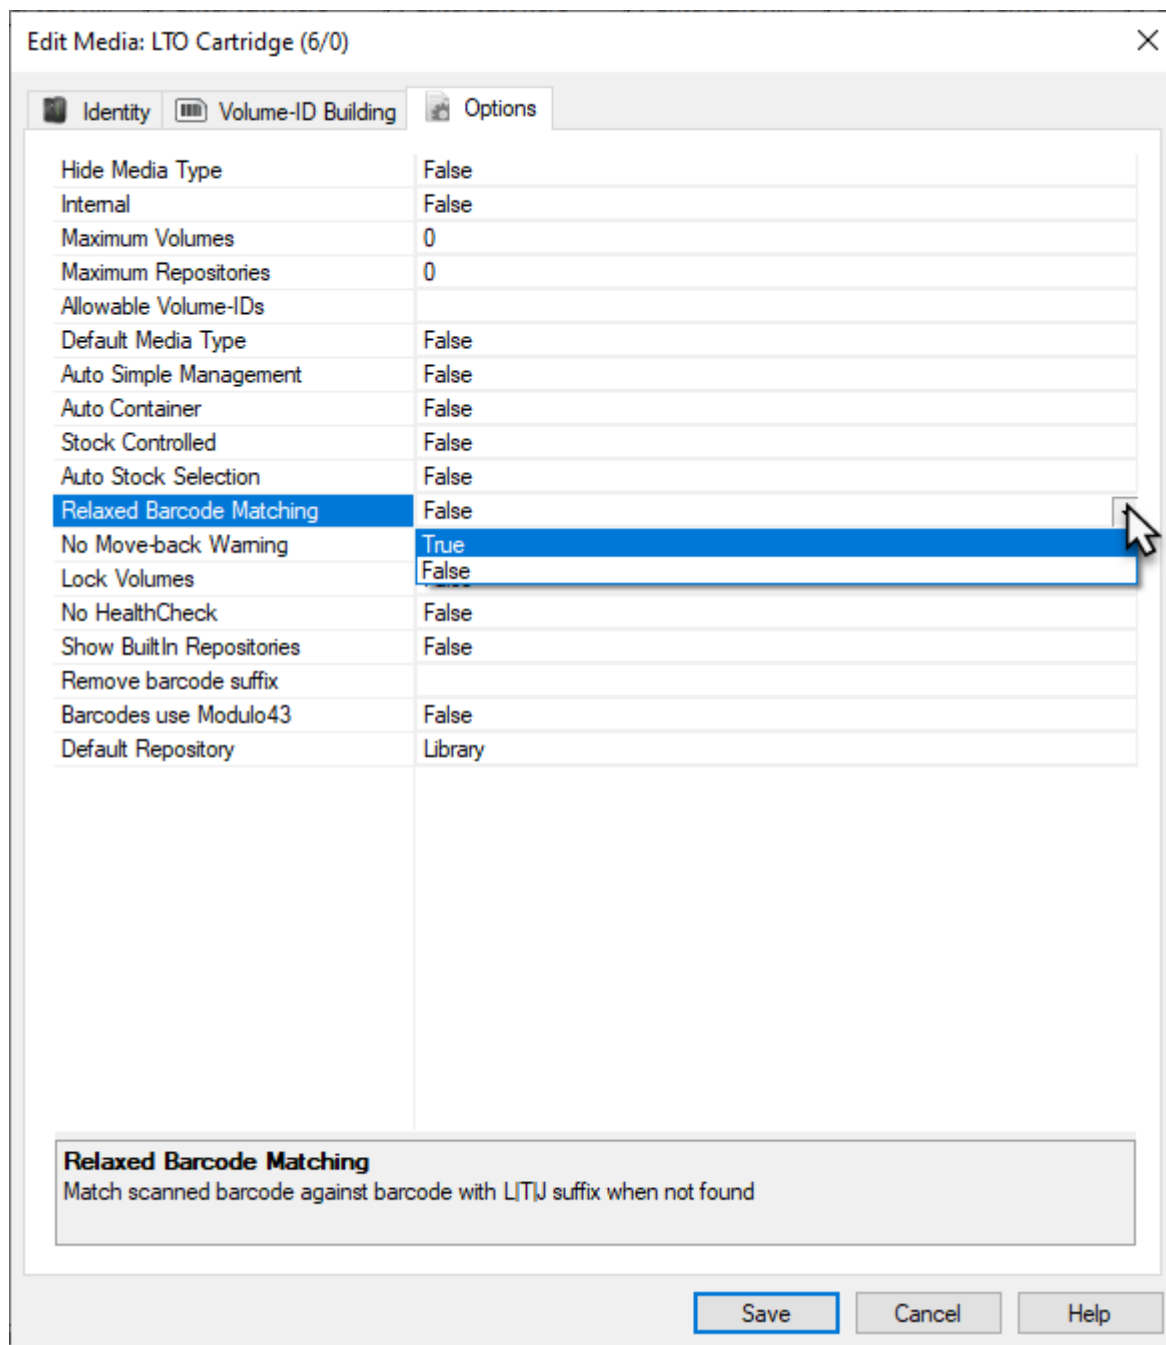 Edit Media: LTO Cartridge (6/0)
Identity Volume-ID Building Options
Hide Media Type False
Internal False
Maximum Volumes 0
Maximum Repositories 0
Allowable Volume-IDs
Default Media Type False
Auto Simple Management False
Auto Container False
Stock Controlled False
Auto Stock Selection False
Relaxed Barcode Matching False
No Move-back Warning True
Lock Volumes False
No HealthCheck False
Show BuiltIn Repositories False
Remove barcode suffix
Barcodes use Modulo43 False
Default Repository Library
Relaxed Barcode Matching
Match scanned barcode against barcode with L|T|J suffix when not found
Save Cancel Help